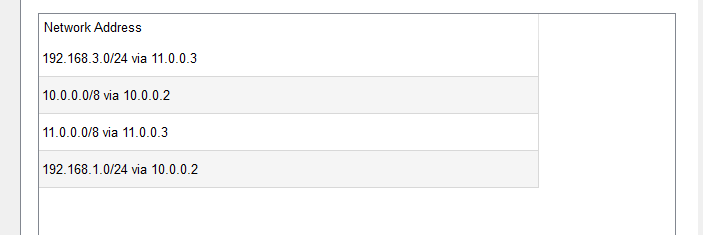 Network Address
192.168.3.0/24 via 11.0.0.3
10.0.0.0/8 via 10.0.0.2
11.0.0.0/8 via 11.0.0.3
192.168.1.0/24 via 10.0.0.2